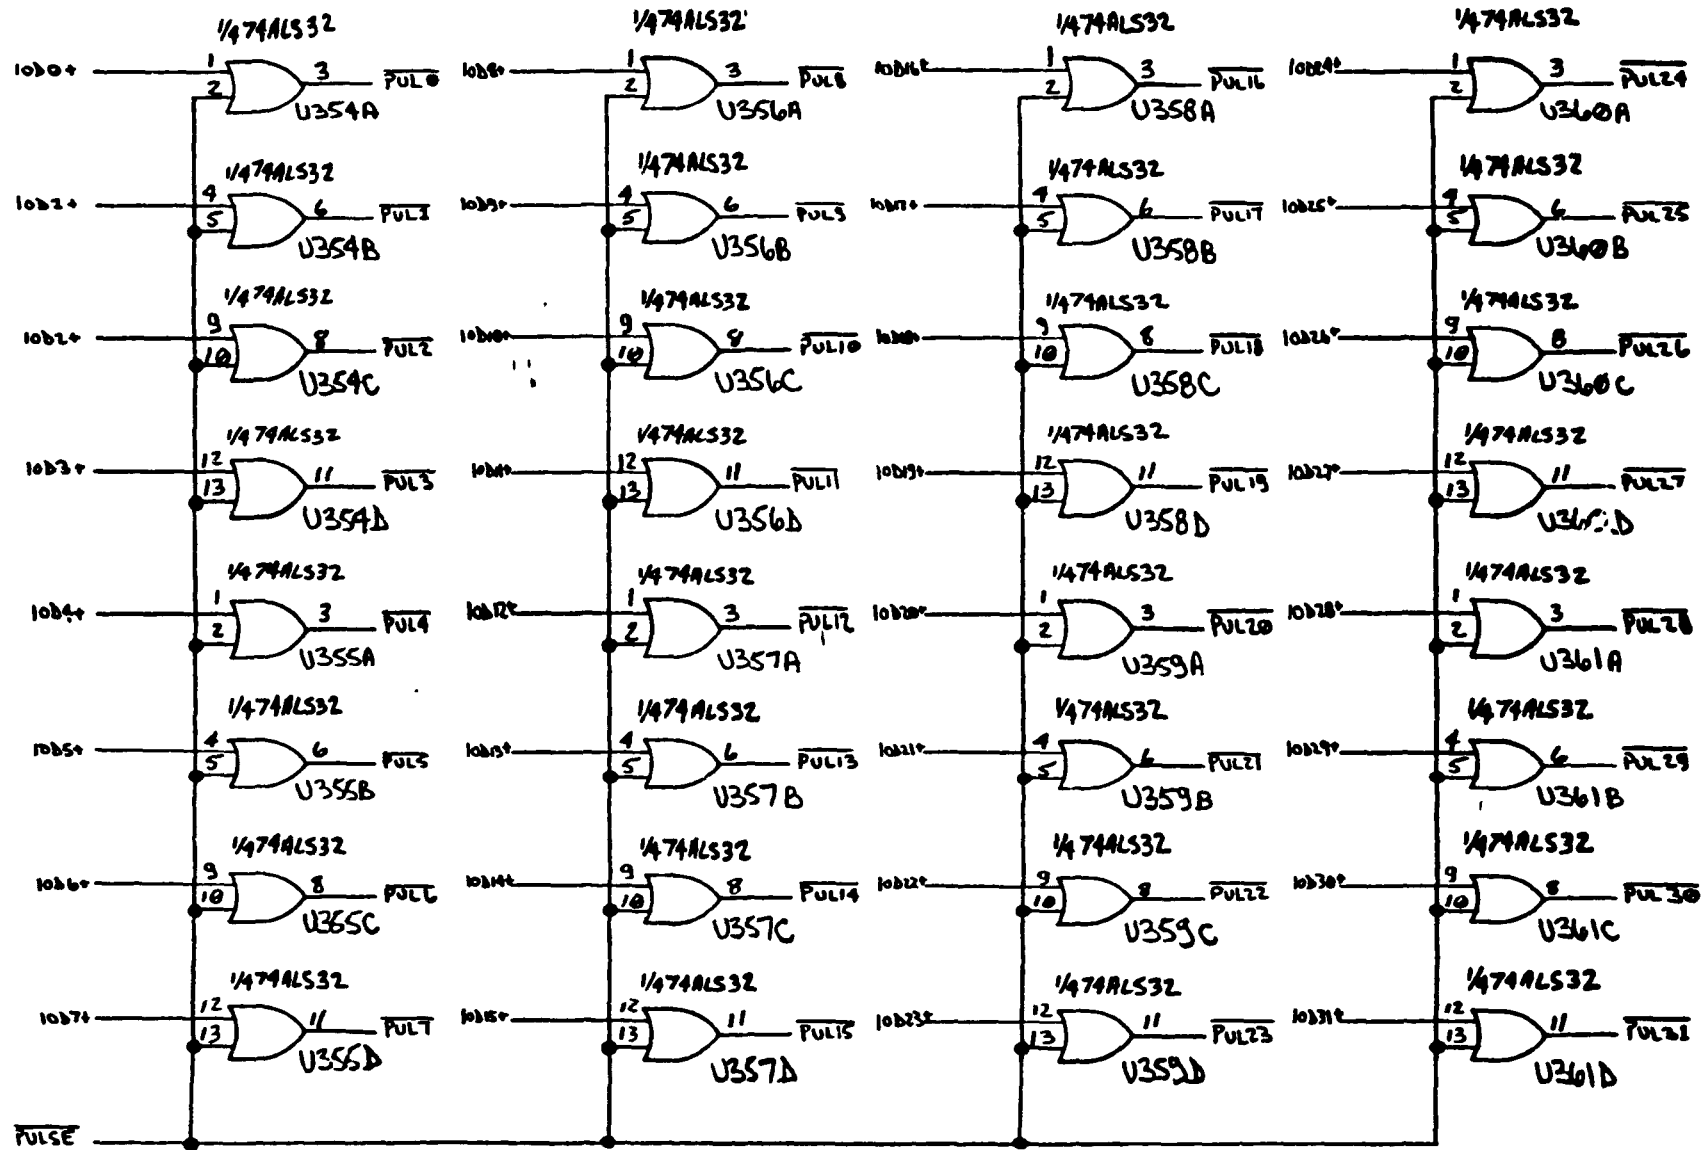 1/4 74ALS32 1/4 74ALS32 1/4 74ALS32 1/4 74ALS32
IOD0+ 1 2 3 PUL0 U354A IOD8+ 1 2 3 PUL8 U356A IOD16+ 1 2 3 PUL16 U358A IOD24+ 1 2 3 PUL24 U360A
1/4 74ALS32 1/4 74ALS32 1/4 74ALS32 1/4 74ALS32
IOD1+ 4 5 6 PUL1 U354B IOD9+ 4 5 6 PUL9 U356B IOD17+ 4 5 6 PUL17 U358B IOD25+ 4 5 6 PUL25 U360B
1/4 74ALS32 1/4 74ALS32 1/4 74ALS32 1/4 74ALS32
IOD2+ 9 10 8 PUL2 U354C IOD10+ 9 10 8 PUL10 U356C IOD18+ 9 10 8 PUL18 U358C IOD26+ 9 10 8 PUL26 U360C
1/4 74ALS32 1/4 74ALS32 1/4 74ALS32 1/4 74ALS32
IOD3+ 12 13 11 PUL3 U354D IOD11+ 12 13 11 PUL11 U356D IOD19+ 12 13 11 PUL19 U358D IOD27+ 12 13 11 PUL27
1/4 74ALS32 1/4 74ALS32 1/4 74ALS32 1/4 74ALS32
IOD4+ 1 2 3 PUL4 U355A IOD12+ 1 2 3 PUL12 U357A IOD20+ 1 2 3 PUL20 U359A IOD28+ 1 2 3 PUL28 U361A
1/4 74ALS32 1/4 74ALS32 1/4 74ALS32 1/4 74ALS32
IOD5+ 4 5 6 PUL5 U355B IOD13+ 4 5 6 PUL13 U357B IOD21+ 4 5 6 PUL21 U359B IOD29+ 4 5 6 PUL29 U361B
1/4 74ALS32 1/4 74ALS32 1/4 74ALS32 1/4 74ALS32
IOD6+ 9 10 8 PUL6 U355C IOD14+ 9 10 8 PUL14 U357C IOD22+ 9 10 8 PUL22 U359C IOD30+ 9 10 8 PUL30 U361C
1/4 74ALS32 1/4 74ALS32 1/4 74ALS32 1/4 74ALS32
IOD7+ 12 13 11 PUL7 U355D IOD15+ 12 13 11 PUL15 U357D IOD23+ 12 13 11 PUL23 U359D IOD31+ 12 13 11 PUL31 U361D
PULSE